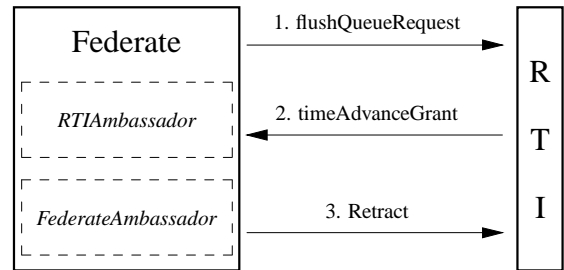 Federate
RTIAmbassador
FederateAmbassador
1. flushQueueRequest
2. timeAdvanceGrant
3. Retract
R
T
I